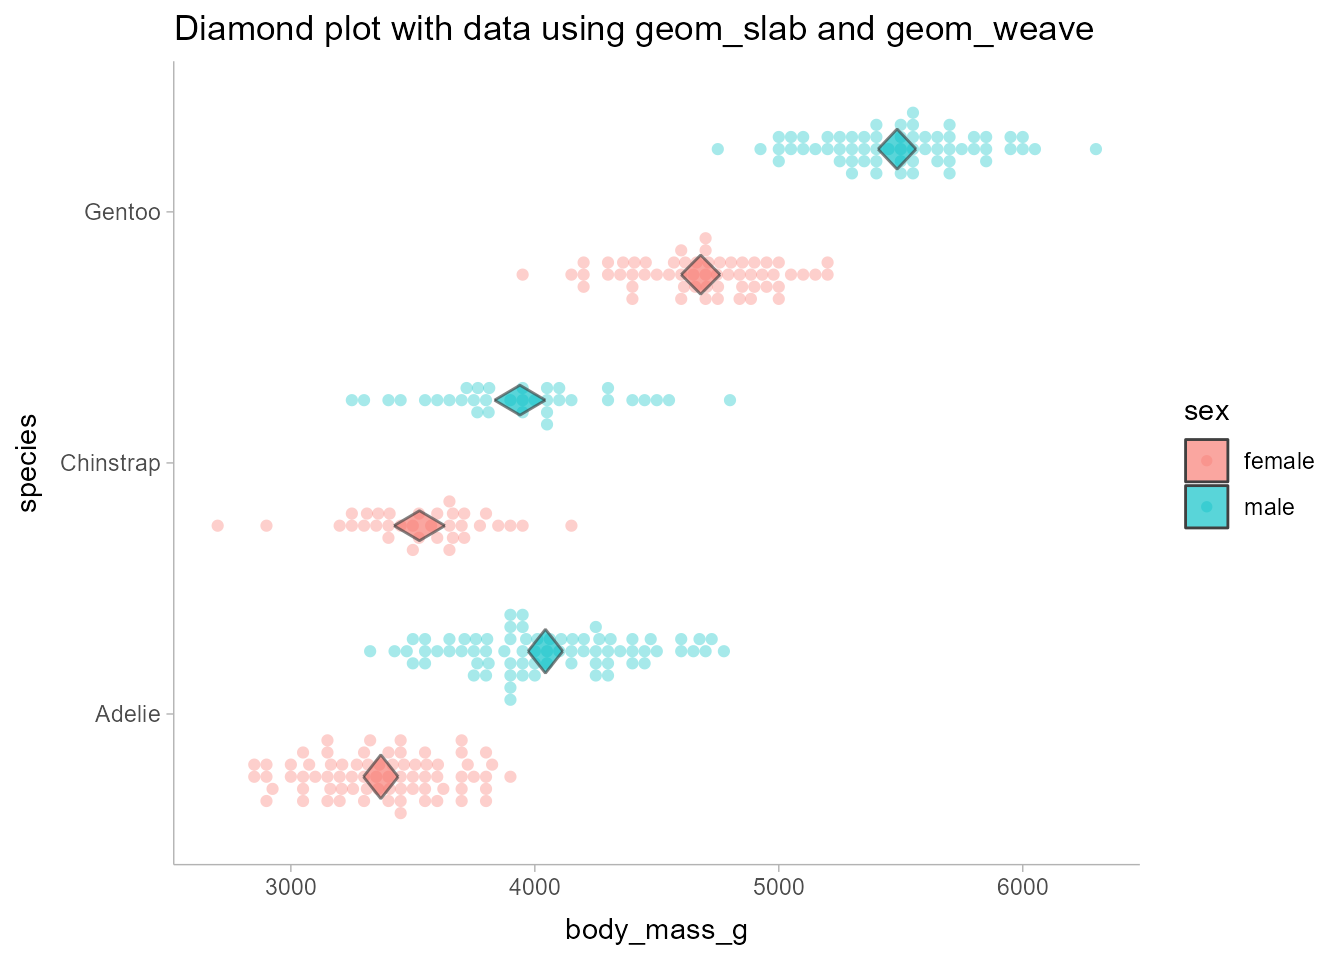 Diamond plot with data using geom_slab and geom_weave
Gentoo
Chinstrap
Adelie
species
3000 4000 5000 6000
body_mass_g
sex
female
male